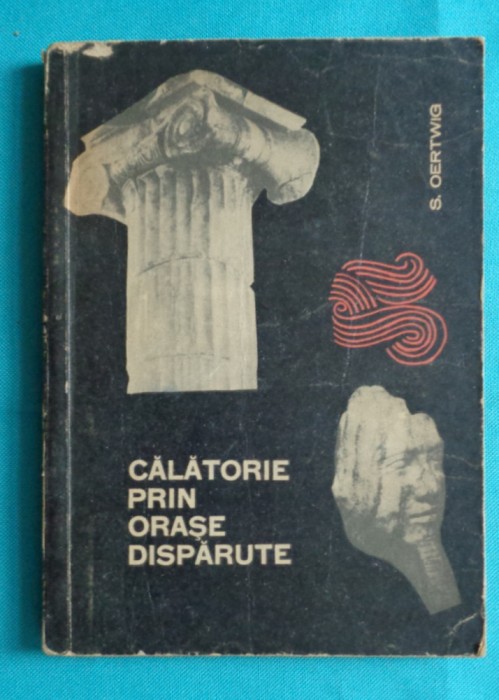 S. OERTWIG
CĂLĂTORIE
PRIN
ORAȘE
DISPĂRUTE